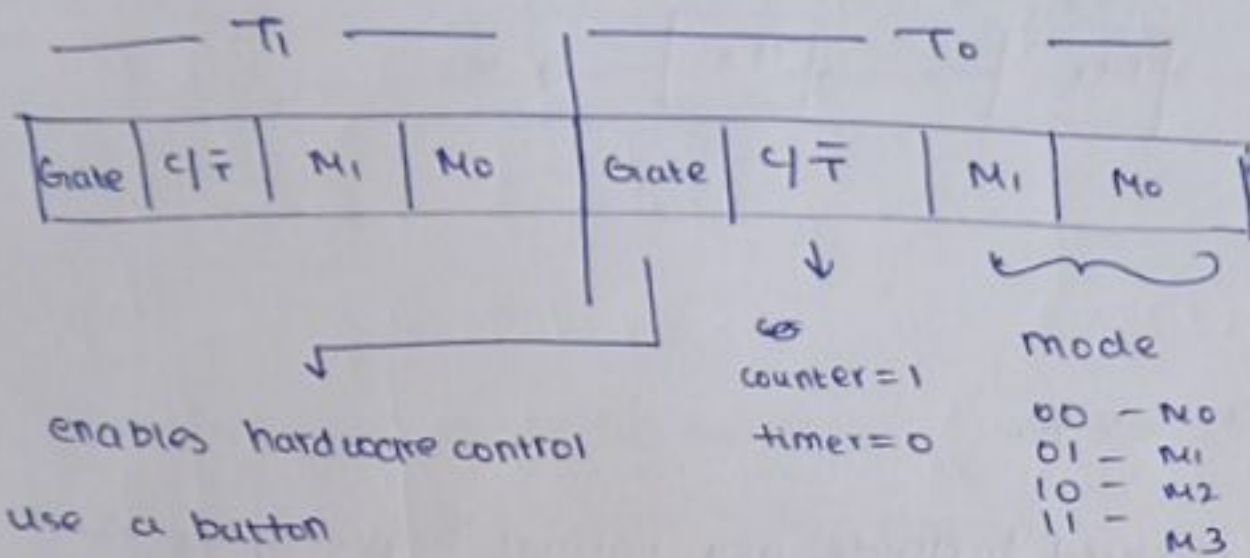 T1 T0
Gate C/T̅ M1 M0 Gate C/T̅ M1 M0
counter=1
timer=0
mode
00 - M0
01 - M1
10 - M2
11 - M3
enables hardware control
use a button